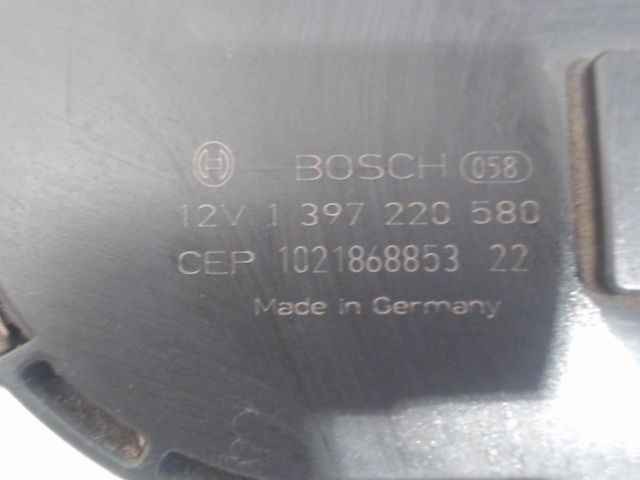 BOSCH 058
12V 1 397 220 580
CEP 1021868853 22
Made in Germany